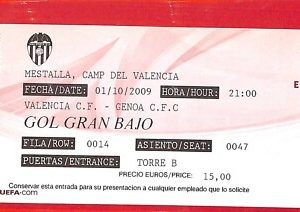 MESTALLA, CAMP DEL VALENCIA
FECHA/DATE: 01/10/2009 HORA/HOUR: 21:00
VALENCIA C.F. - GENOA C.F.C
GOL GRAN BAJO
FILA/ROW: 0014 ASIENTO/SEAT: 0047
PUERTAS/ENTRANCE: TORRE B
PRECIO EUROS/PRICE: 15,00
Conservar esta entrada para su presentacion a cualquier empleado que lo solicite
UEFA.com